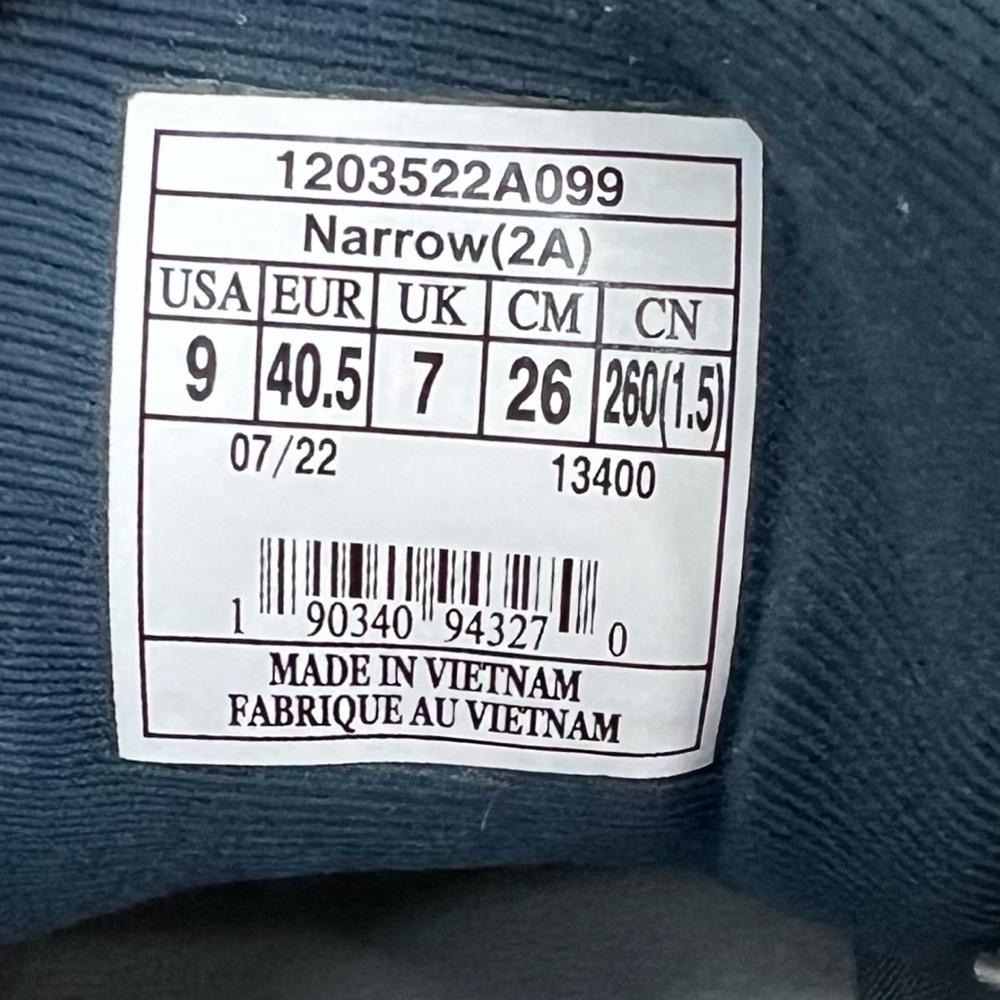 1203522A099
Narrow(2A)
USA EUR UK CM CN
9 40.5 7 26 260(1.5)
07/22 13400
1 90340 94327 0
MADE IN VIETNAM
FABRIQUE AU VIETNAM